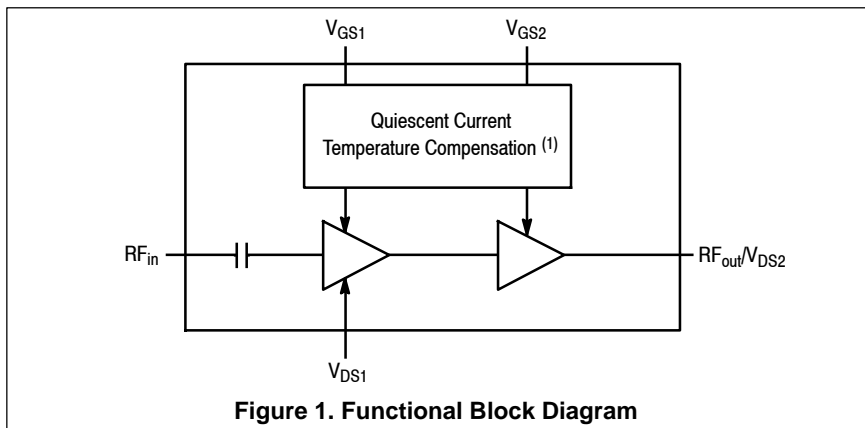 V_GS1
V_GS2
Quiescent Current
Temperature Compensation (1)
RF_in
RF_out/V_DS2
V_DS1
Figure 1. Functional Block Diagram